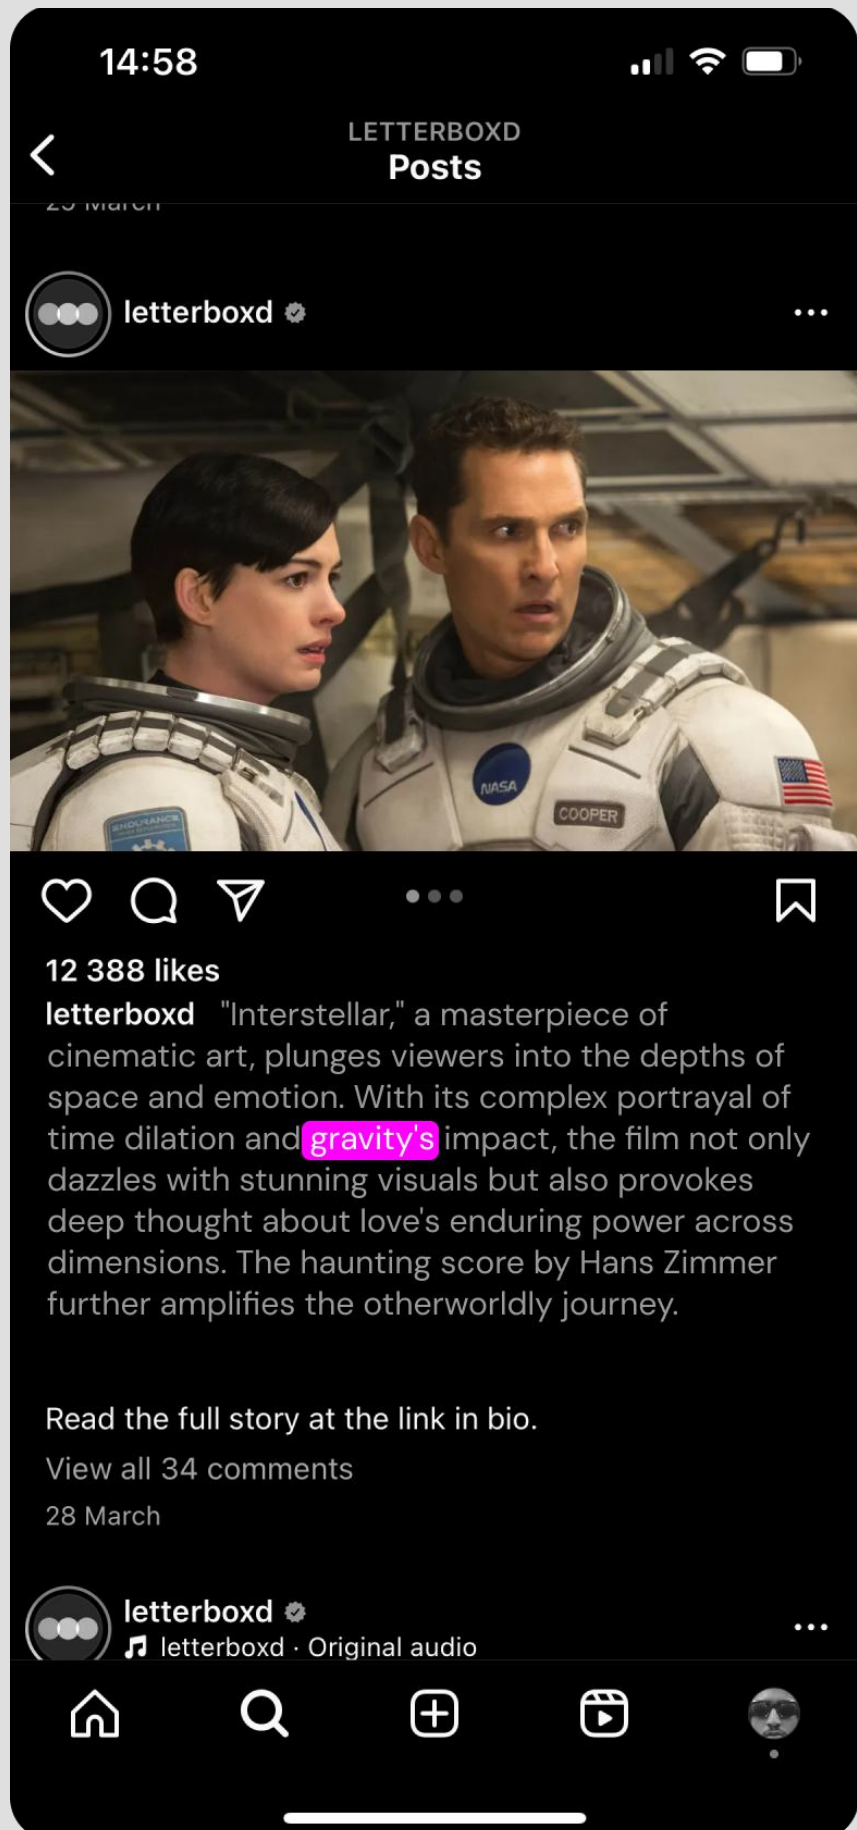 14:58
LETTERBOXD
Posts
25 March
letterboxd
NASA
COOPER
ENDURANCE
12 388 likes
letterboxd "Interstellar," a masterpiece of
cinematic art, plunges viewers into the depths of
space and emotion. With its complex portrayal of
time dilation and gravity's impact, the film not only
dazzles with stunning visuals but also provokes
deep thought about love's enduring power across
dimensions. The haunting score by Hans Zimmer
further amplifies the otherworldly journey.
Read the full story at the link in bio.
View all 34 comments
28 March
letterboxd
letterboxd · Original audio